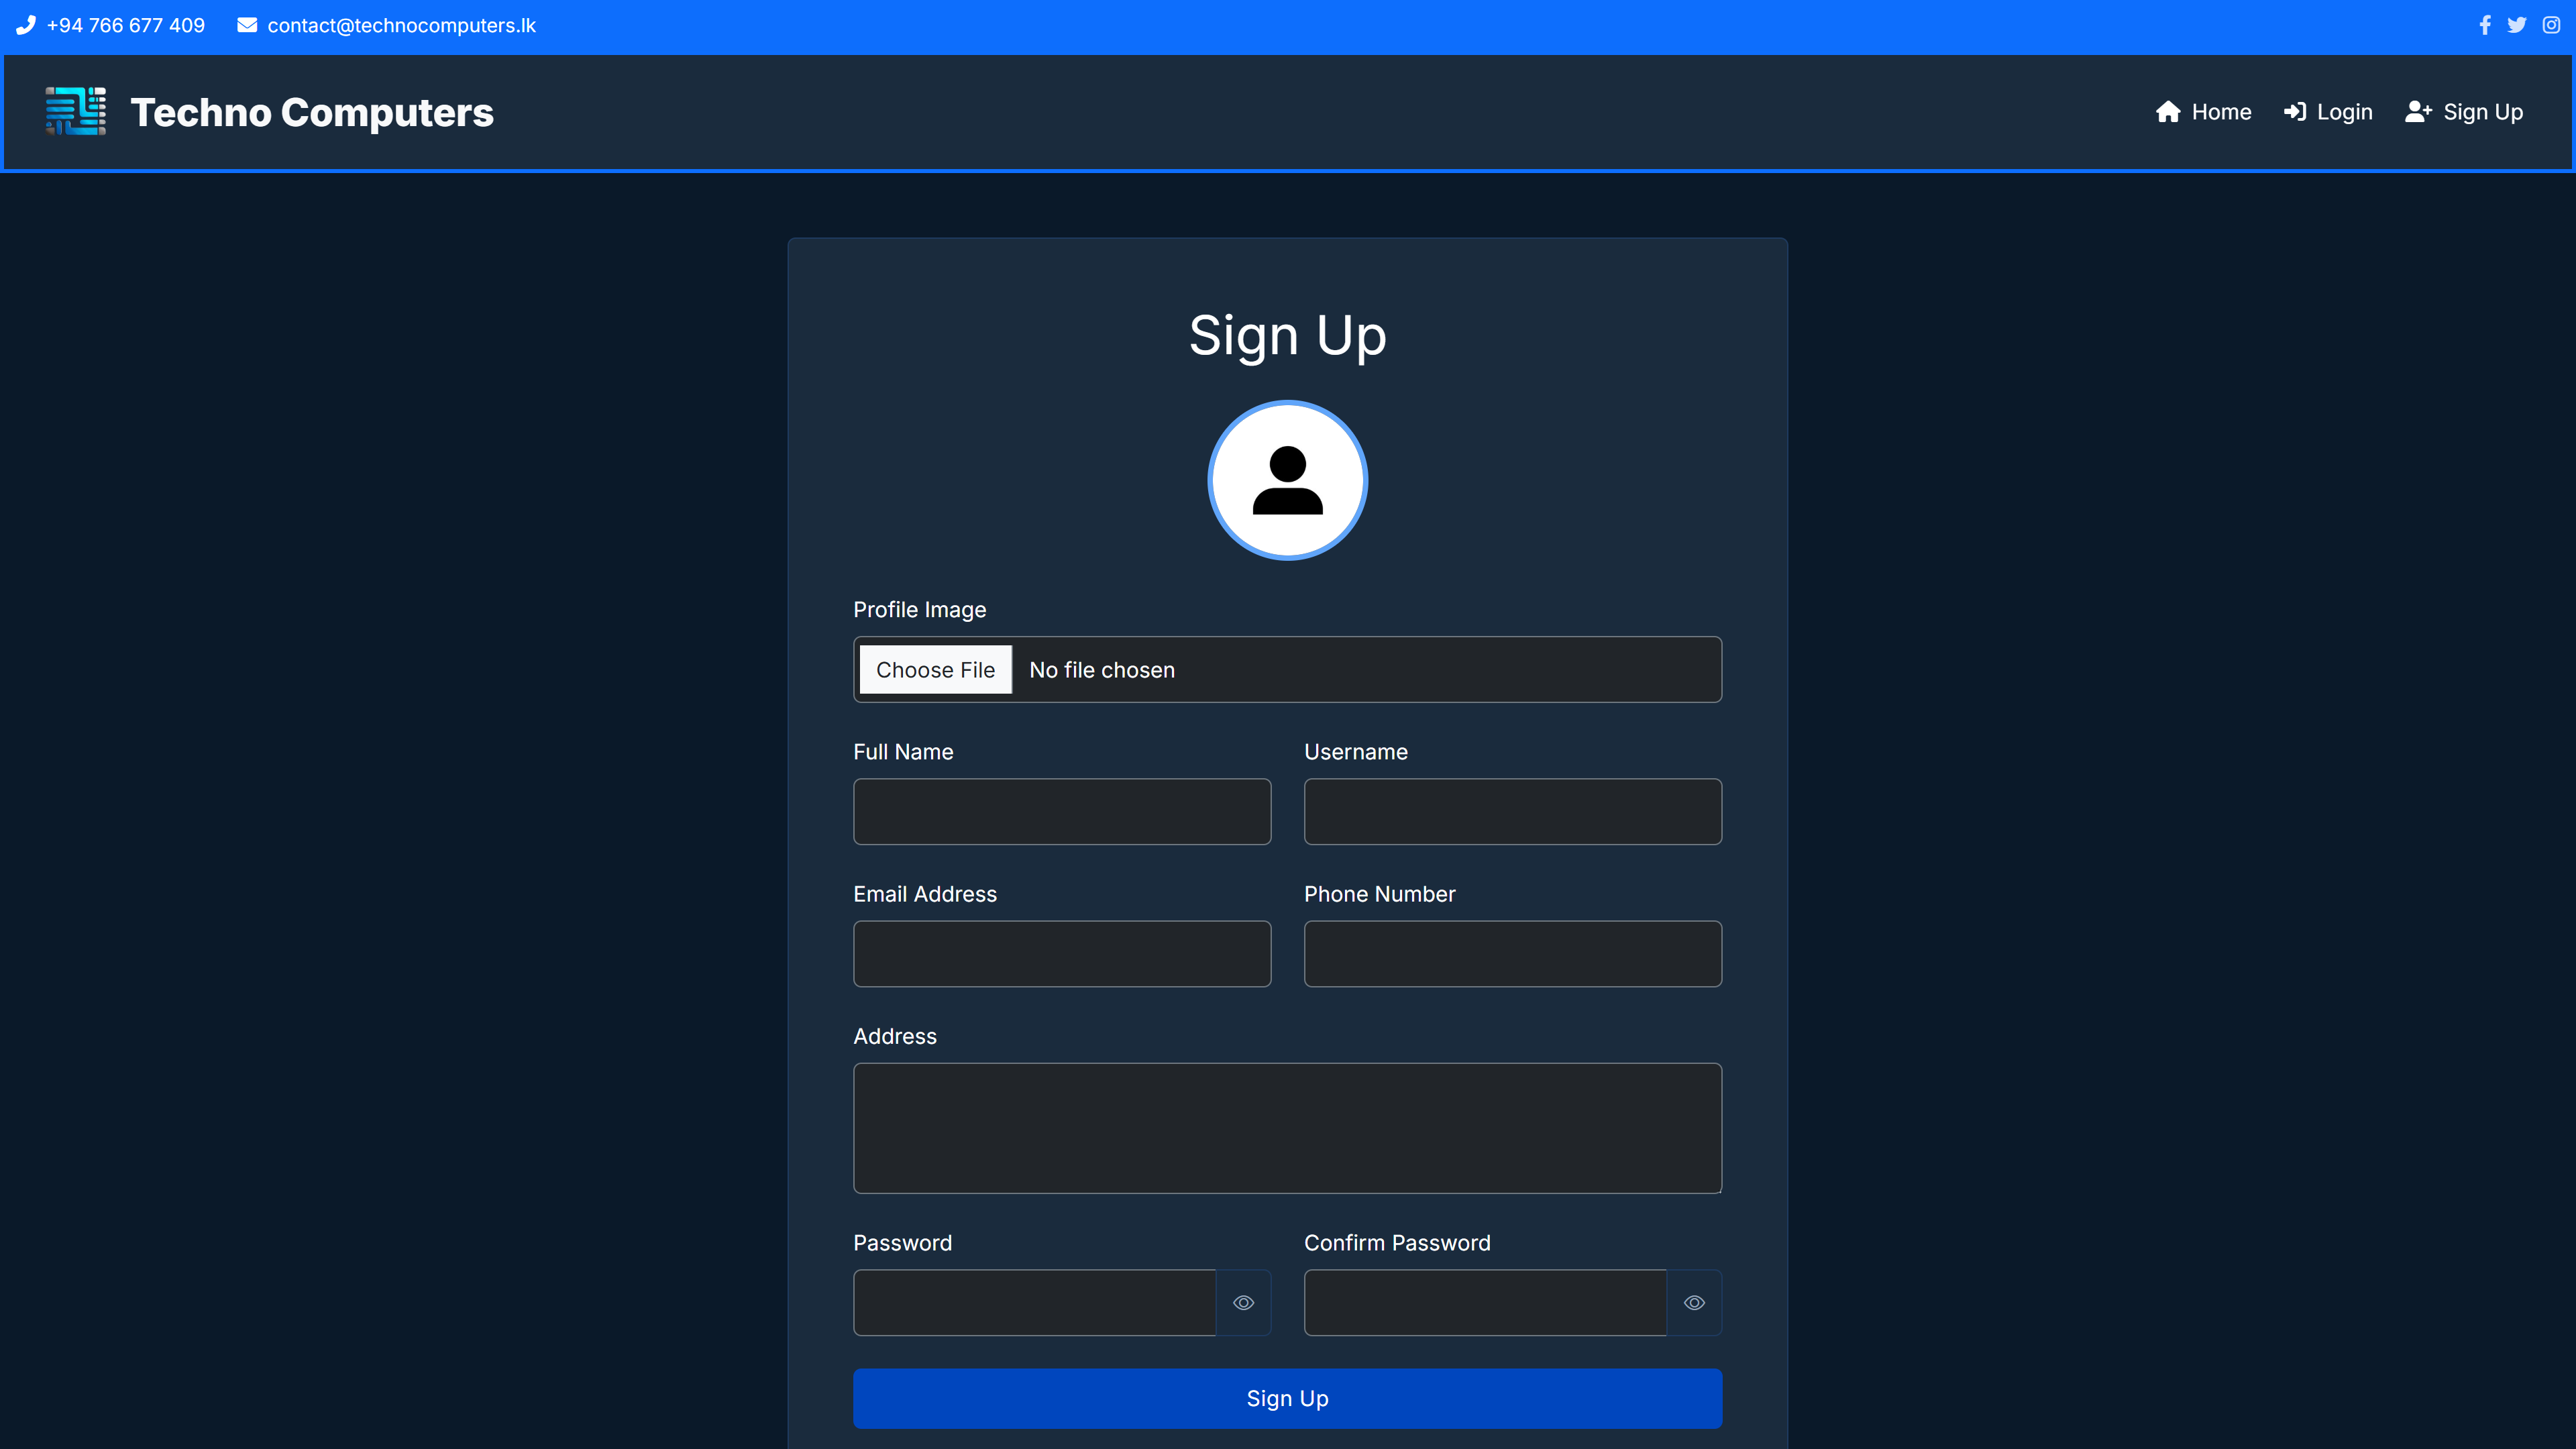 +94 766 677 409 contact@technocomputers.lk
Techno Computers Home Login Sign Up
Sign Up
Profile Image
Choose File No file chosen
Full Name Username
Email Address Phone Number
Address
Password Confirm Password
Sign Up